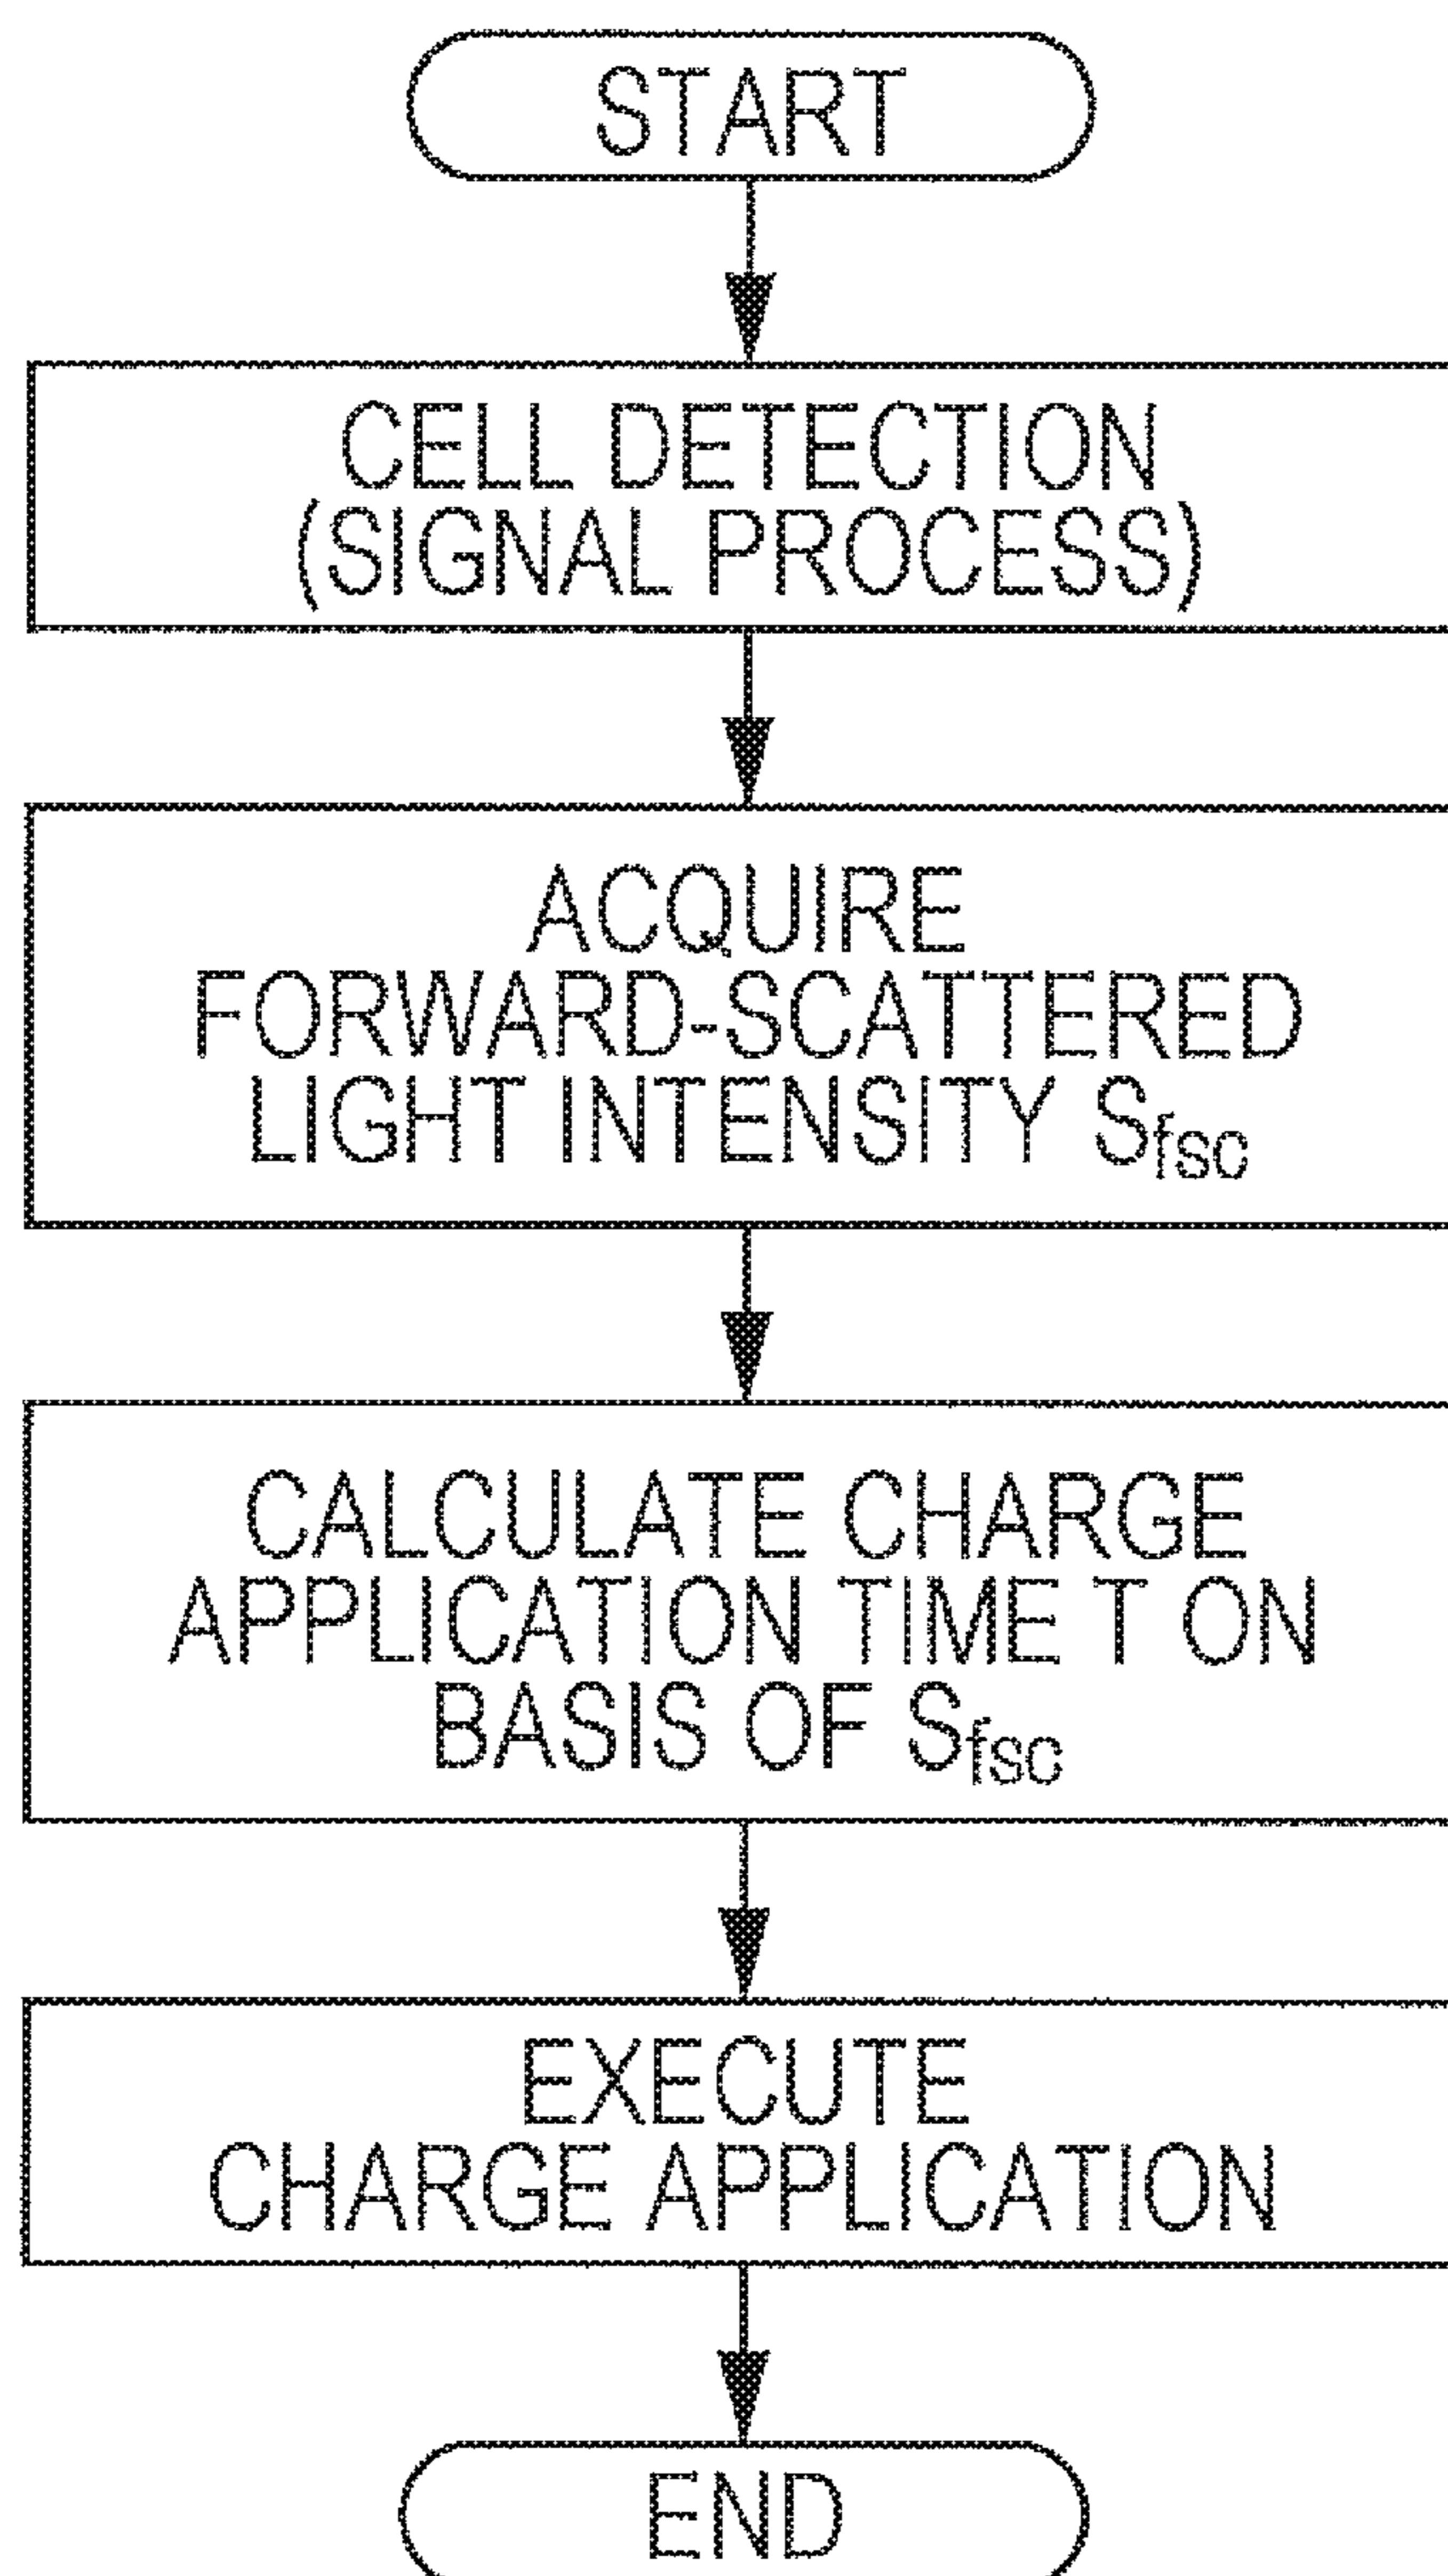 START
CELL DETECTION
(SIGNAL PROCESS)
ACQUIRE
FORWARD-SCATTERED
LIGHT INTENSITY Sfsc
CALCULATE CHARGE
APPLICATION TIME T ON
BASIS OF Sfsc
EXECUTE
CHARGE APPLICATION
END